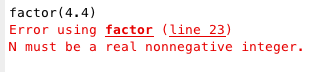 factor(4.4)
Error using factor (line 23)
N must be a real nonnegative integer.